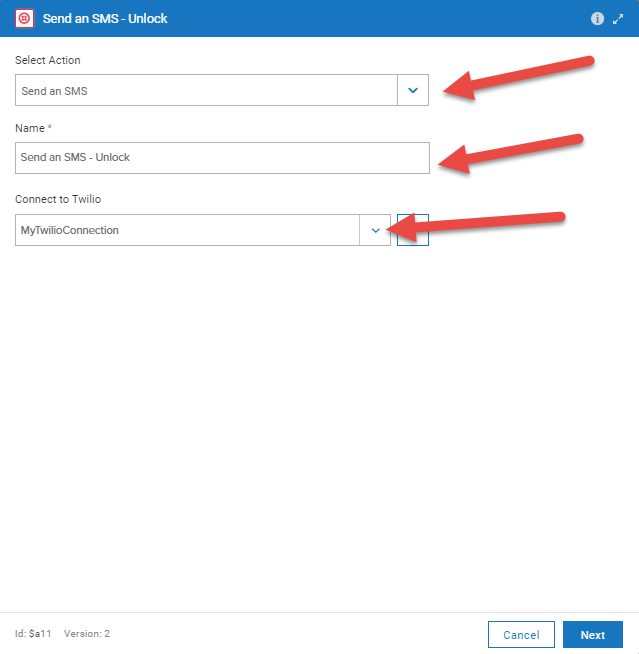 Send an SMS - Unlock
Select Action
Send an SMS
Name *
Send an SMS - Unlock
Connect to Twilio
MyTwilioConnection
Id: $a11 Version: 2
Cancel
Next